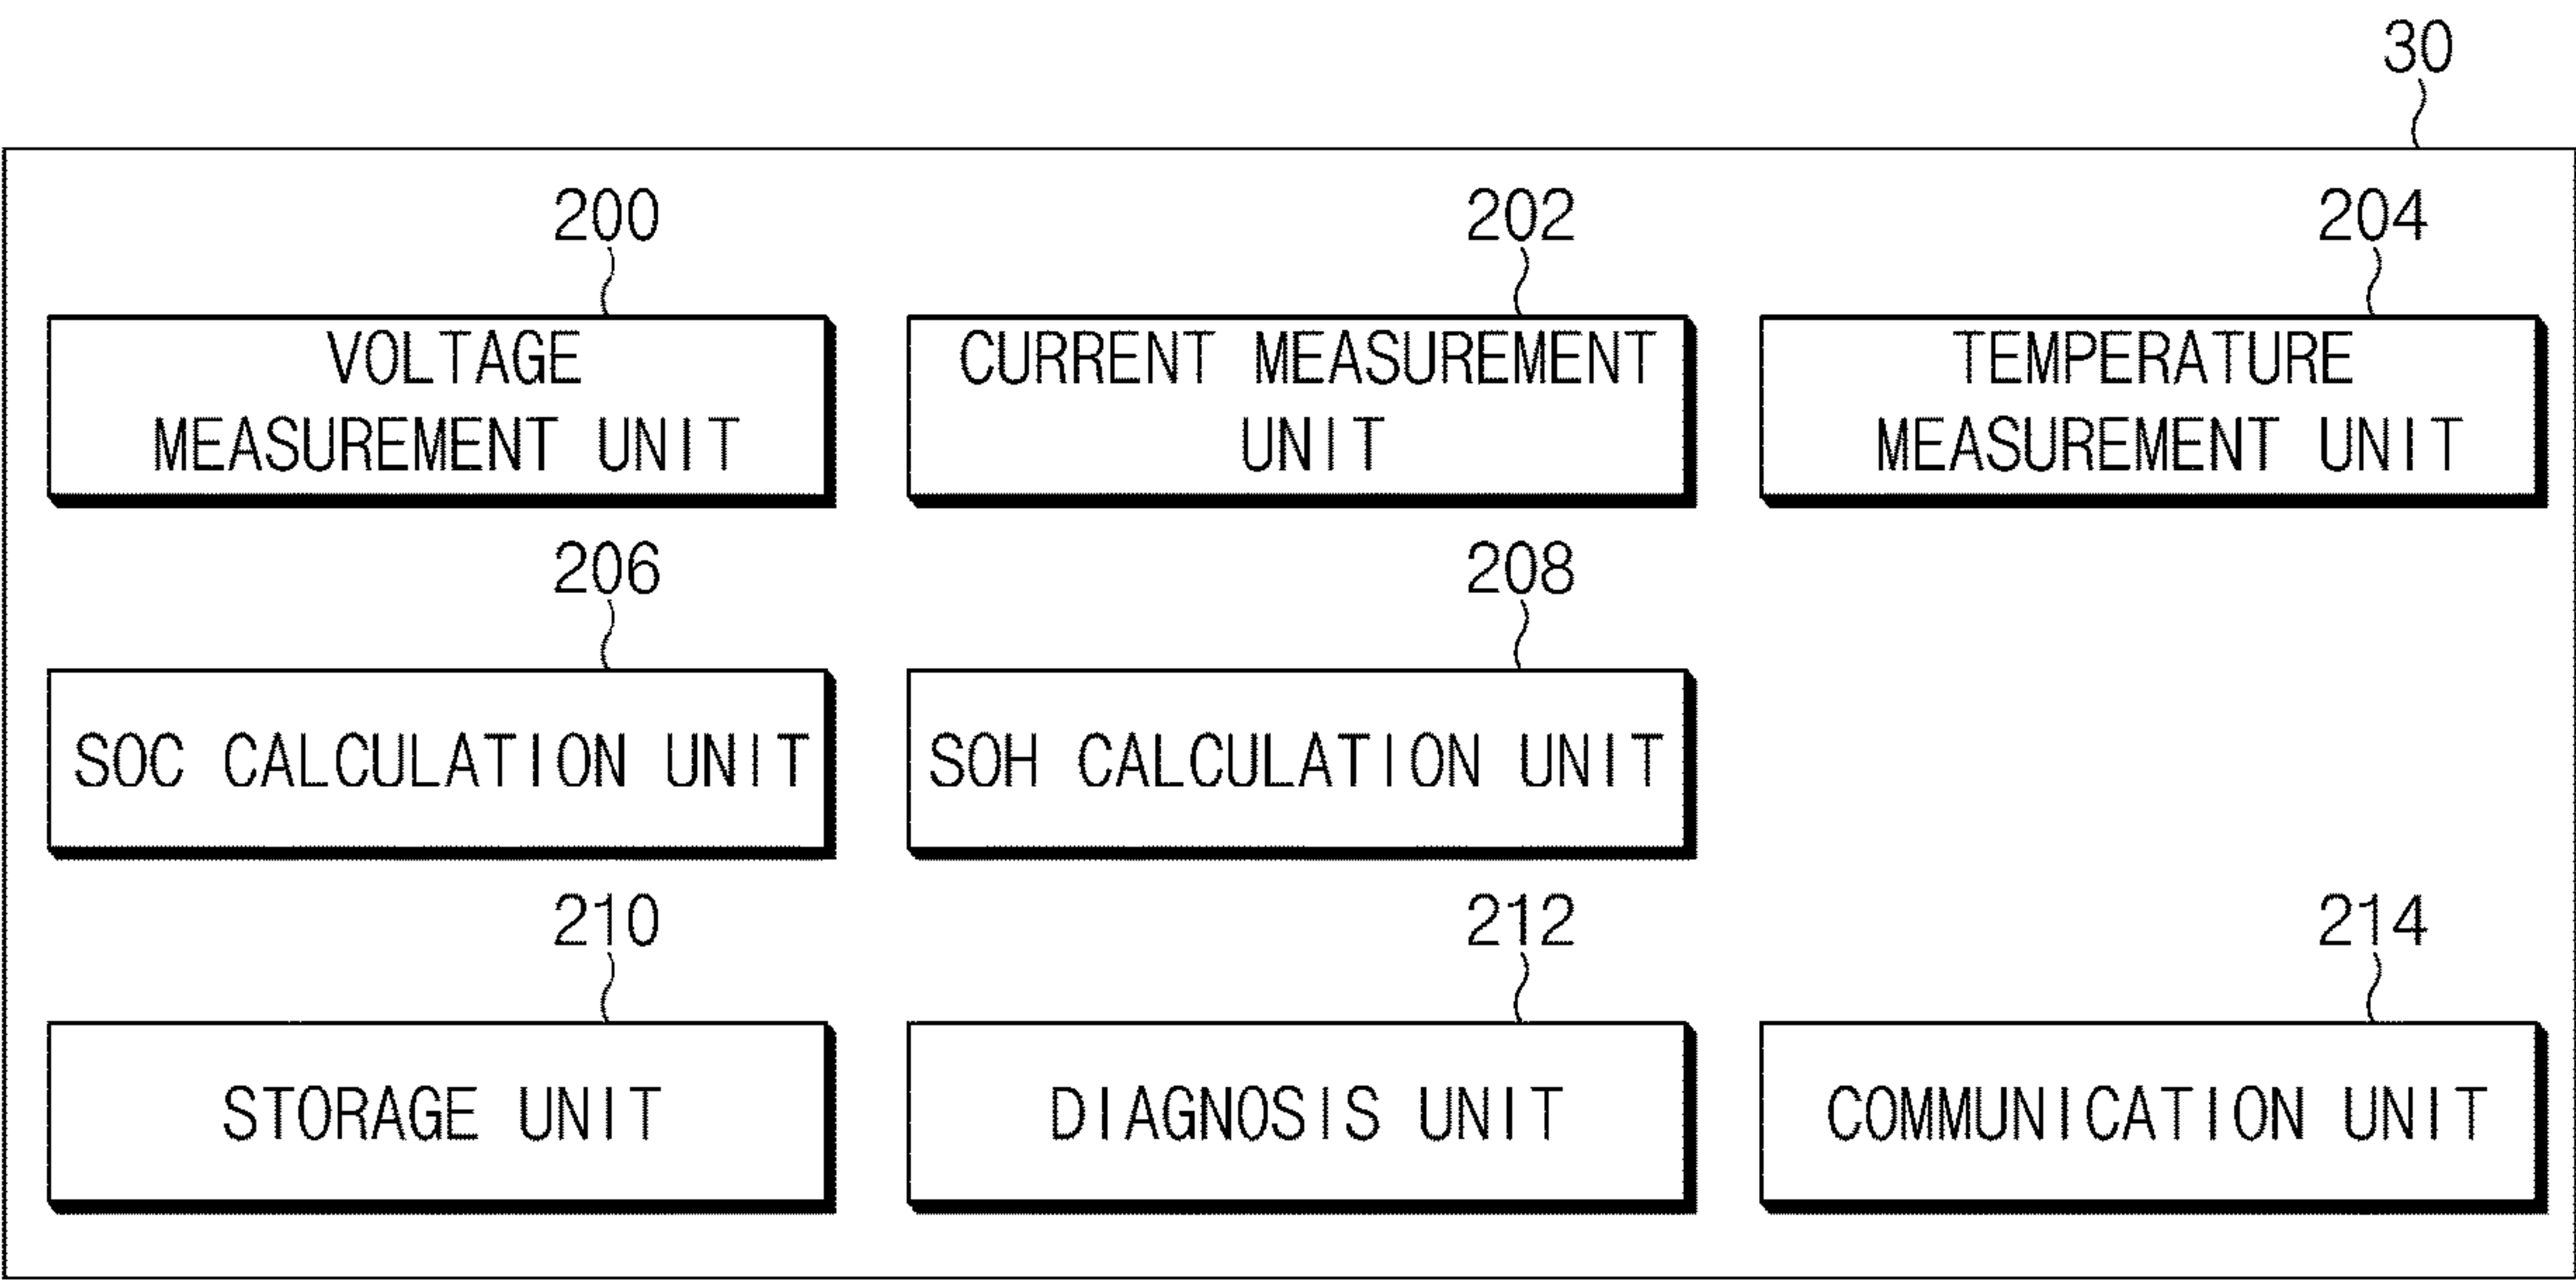 30
200
202
204
VOLTAGE
MEASUREMENT UNIT
CURRENT MEASUREMENT
UNIT
TEMPERATURE
MEASUREMENT UNIT
206
208
SOC CALCULATION UNIT
SOH CALCULATION UNIT
210
212
214
STORAGE UNIT
DIAGNOSIS UNIT
COMMUNICATION UNIT